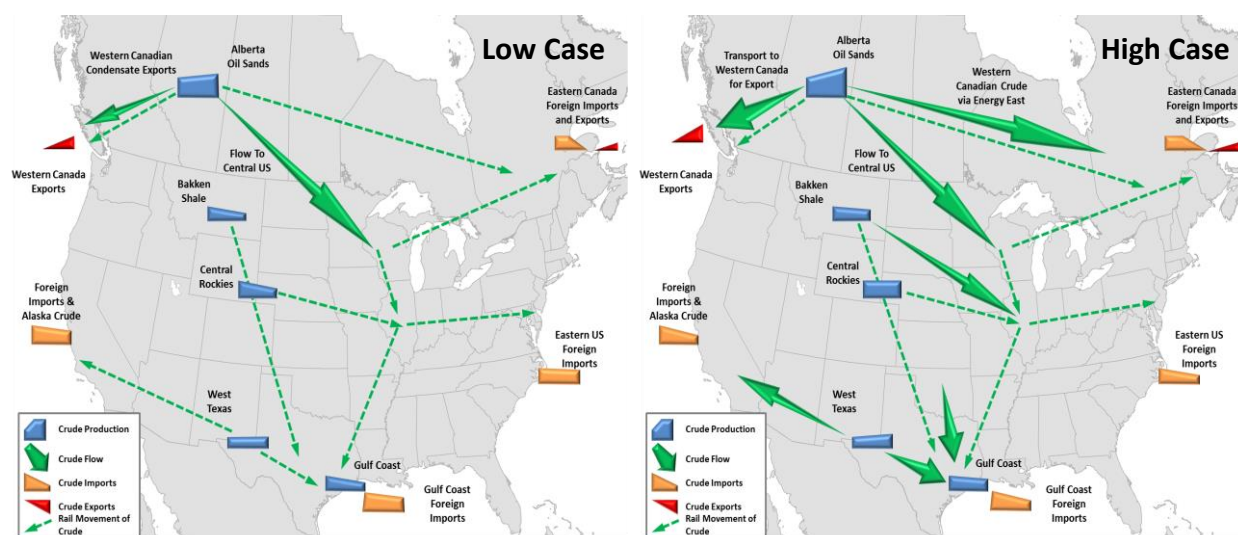 Low Case
Western Canadian
Condensate Exports
Alberta
Oil Sands
Eastern Canada
Foreign Imports
and Exports
Western Canada
Exports
Flow To
Central US
Bakken
Shale
Central
Rockies
Foreign
Imports &
Alaska Crude
Eastern US
Foreign
Imports
West
Texas
Gulf Coast
Gulf Coast
Foreign
Imports
Crude Production
Crude Flow
Crude Imports
Crude Exports
Rail Movement of
Crude
High Case
Transport to
Western Canada
for Export
Alberta
Oil Sands
Western
Canadian Crude
via Energy East
Eastern Canada
Foreign Imports
and Exports
Western Canada
Exports
Flow To
Central US
Bakken
Shale
Central
Rockies
Foreign
Imports &
Alaska Crude
Eastern US
Foreign
Imports
West
Texas
Gulf Coast
Gulf Coast
Foreign
Imports
Crude Production
Crude Flow
Crude Imports
Crude Exports
Rail Movement of
Crude